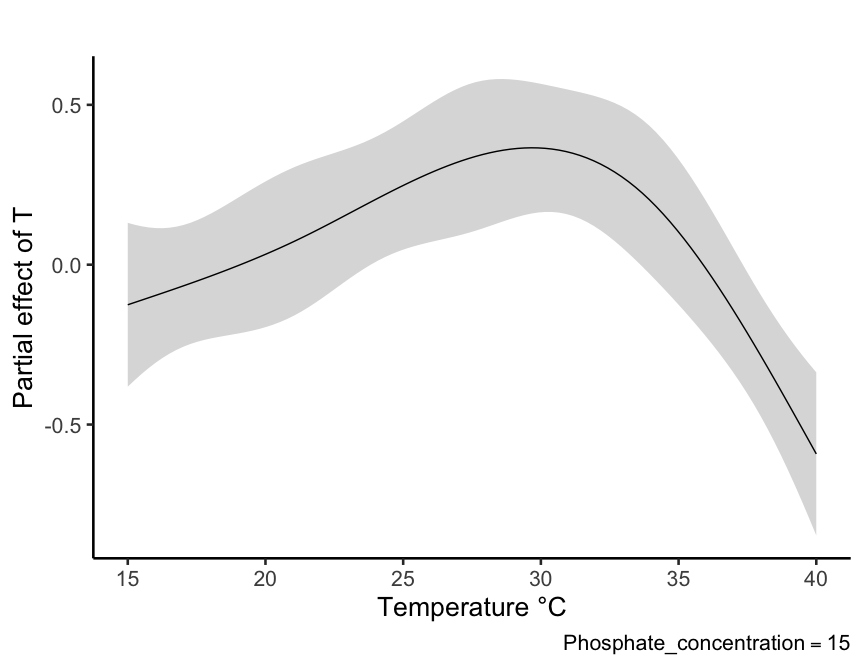 Partial effect of T
0.5
0.0
-0.5
15 20 25 30 35 40
Temperature °C
Phosphate_concentration = 15